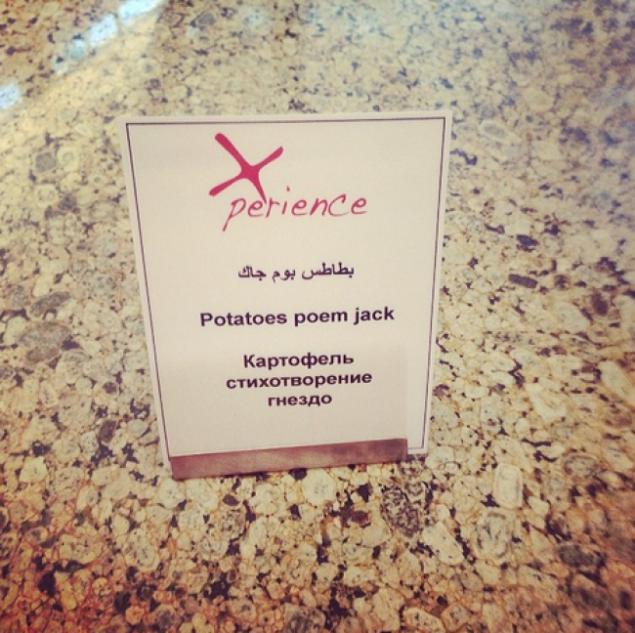 Xperience
بطاطس بوم جاك
Potatoes poem jack
Картофель
стихотворение
гнездо